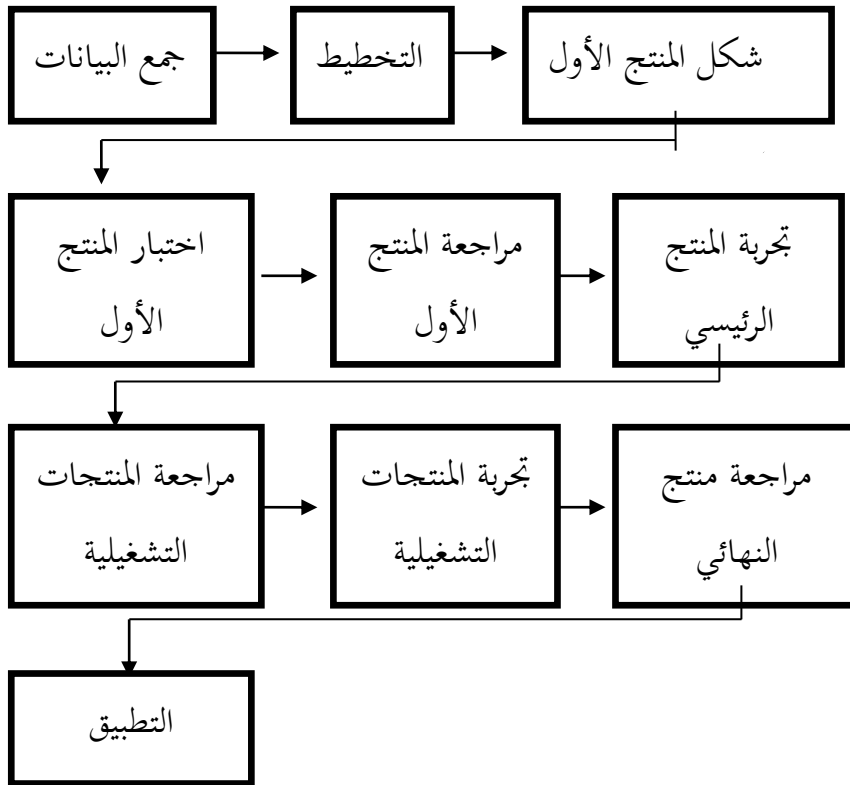 جمع البيانات
التخطيط
شكل المنتج الأول
اختبار المنتج
الأول
مراجعة المنتج
الأول
تجربة المنتج
الرئيسي
مراجعة المنتجات
التشغيلية
تجربة المنتجات
التشغيلية
مراجعة منتج
النهائي
التطبيق